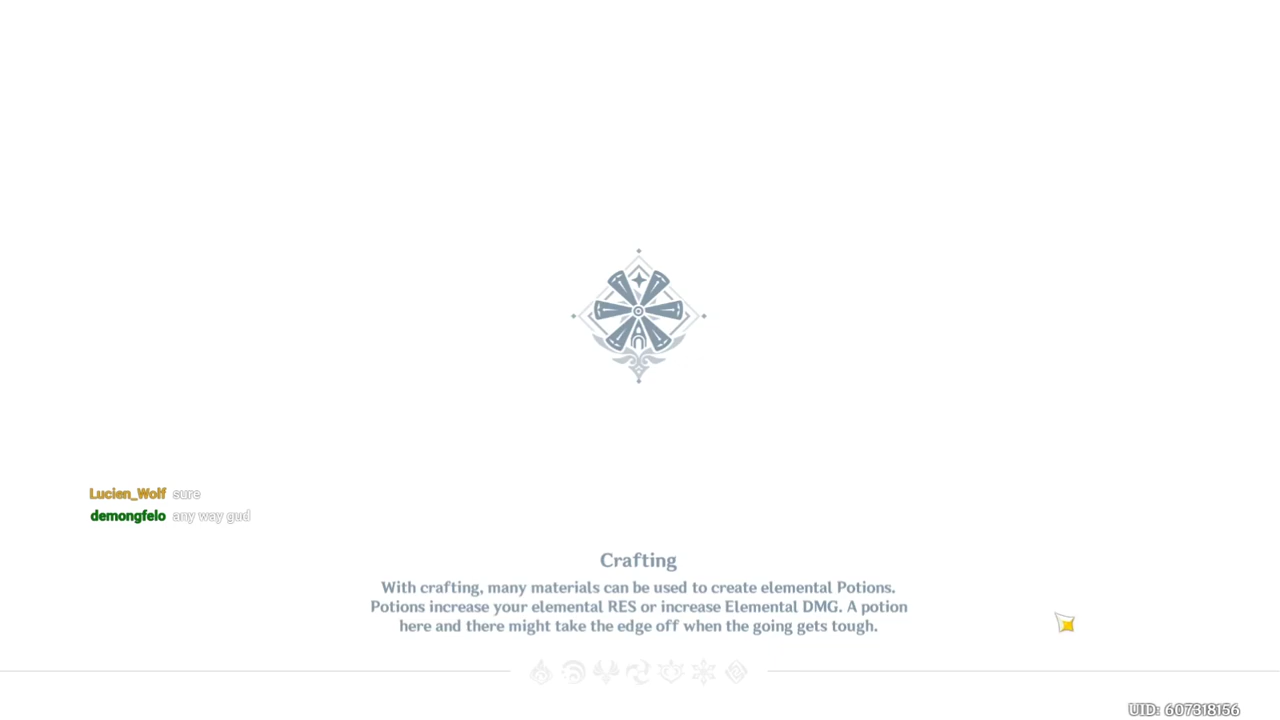 Lucien_Wolf sure
demongfelo any way gud
Crafting
With crafting, many materials can be used to create elemental Potions.
Potions increase your elemental RES or increase Elemental DMG. A potion
here and there might take the edge off when the going gets tough.
UID: 607318156